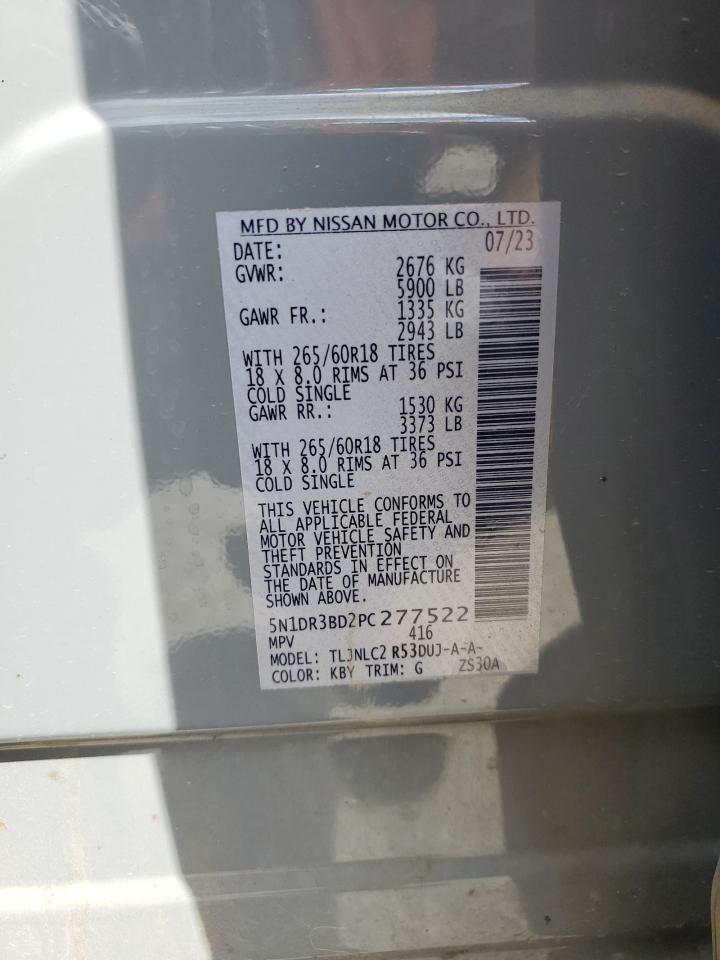 MFD BY NISSAN MOTOR CO., LTD.
DATE: 07/23
GVWR: 2676 KG
5900 LB
GAWR FR.: 1335 KG
2943 LB
WITH 265/60R18 TIRES
18 X 8.0 RIMS AT 36 PSI
COLD SINGLE
GAWR RR.: 1530 KG
3373 LB
WITH 265/60R18 TIRES
18 X 8.0 RIMS AT 36 PSI
COLD SINGLE
THIS VEHICLE CONFORMS TO
ALL APPLICABLE FEDERAL
MOTOR VEHICLE SAFETY AND
THEFT PREVENTION
STANDARDS IN EFFECT ON
THE DATE OF MANUFACTURE
SHOWN ABOVE.
5N1DR3BD2PC277522
MPV 416
MODEL: TLJNLC2 R53DUJ-A-A-
COLOR: KBY TRIM: G ZS30A